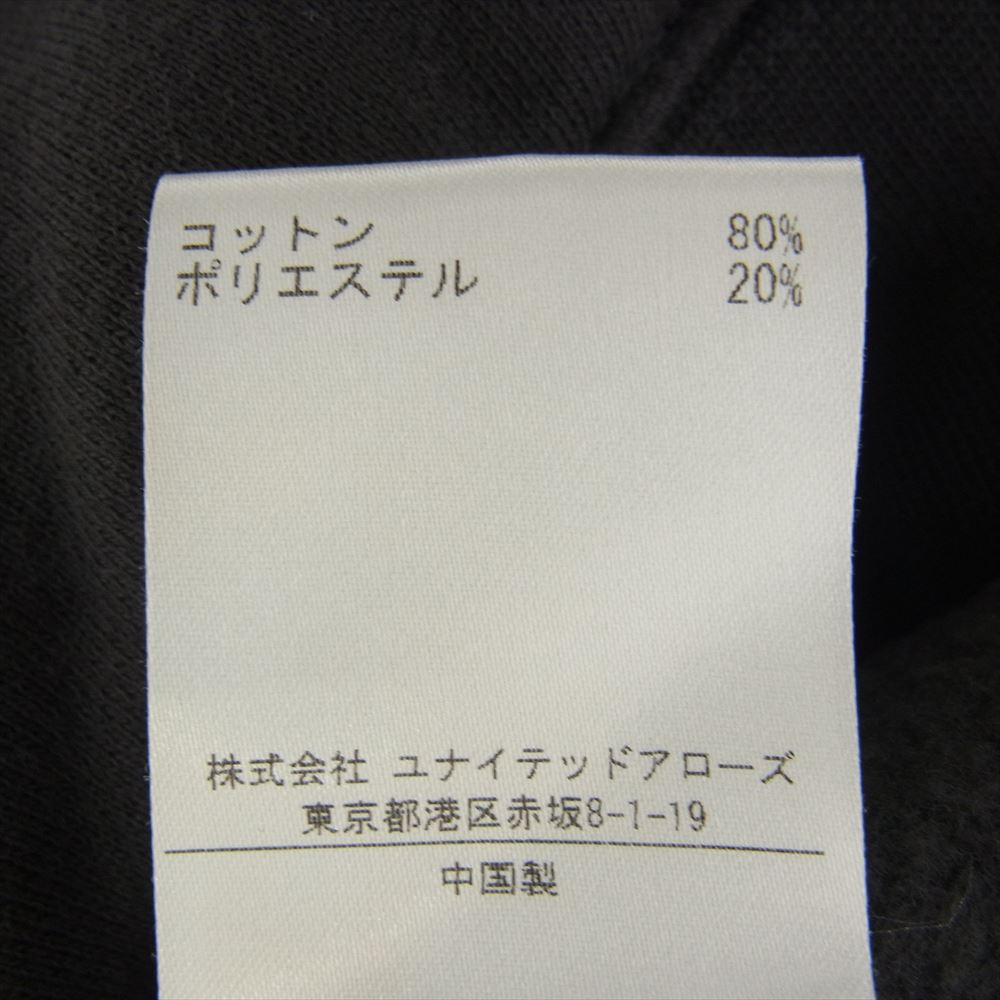 コットン 80%
ポリエステル 20%
株式会社 ユナイテッドアローズ
東京都港区赤坂8-1-19
中国製